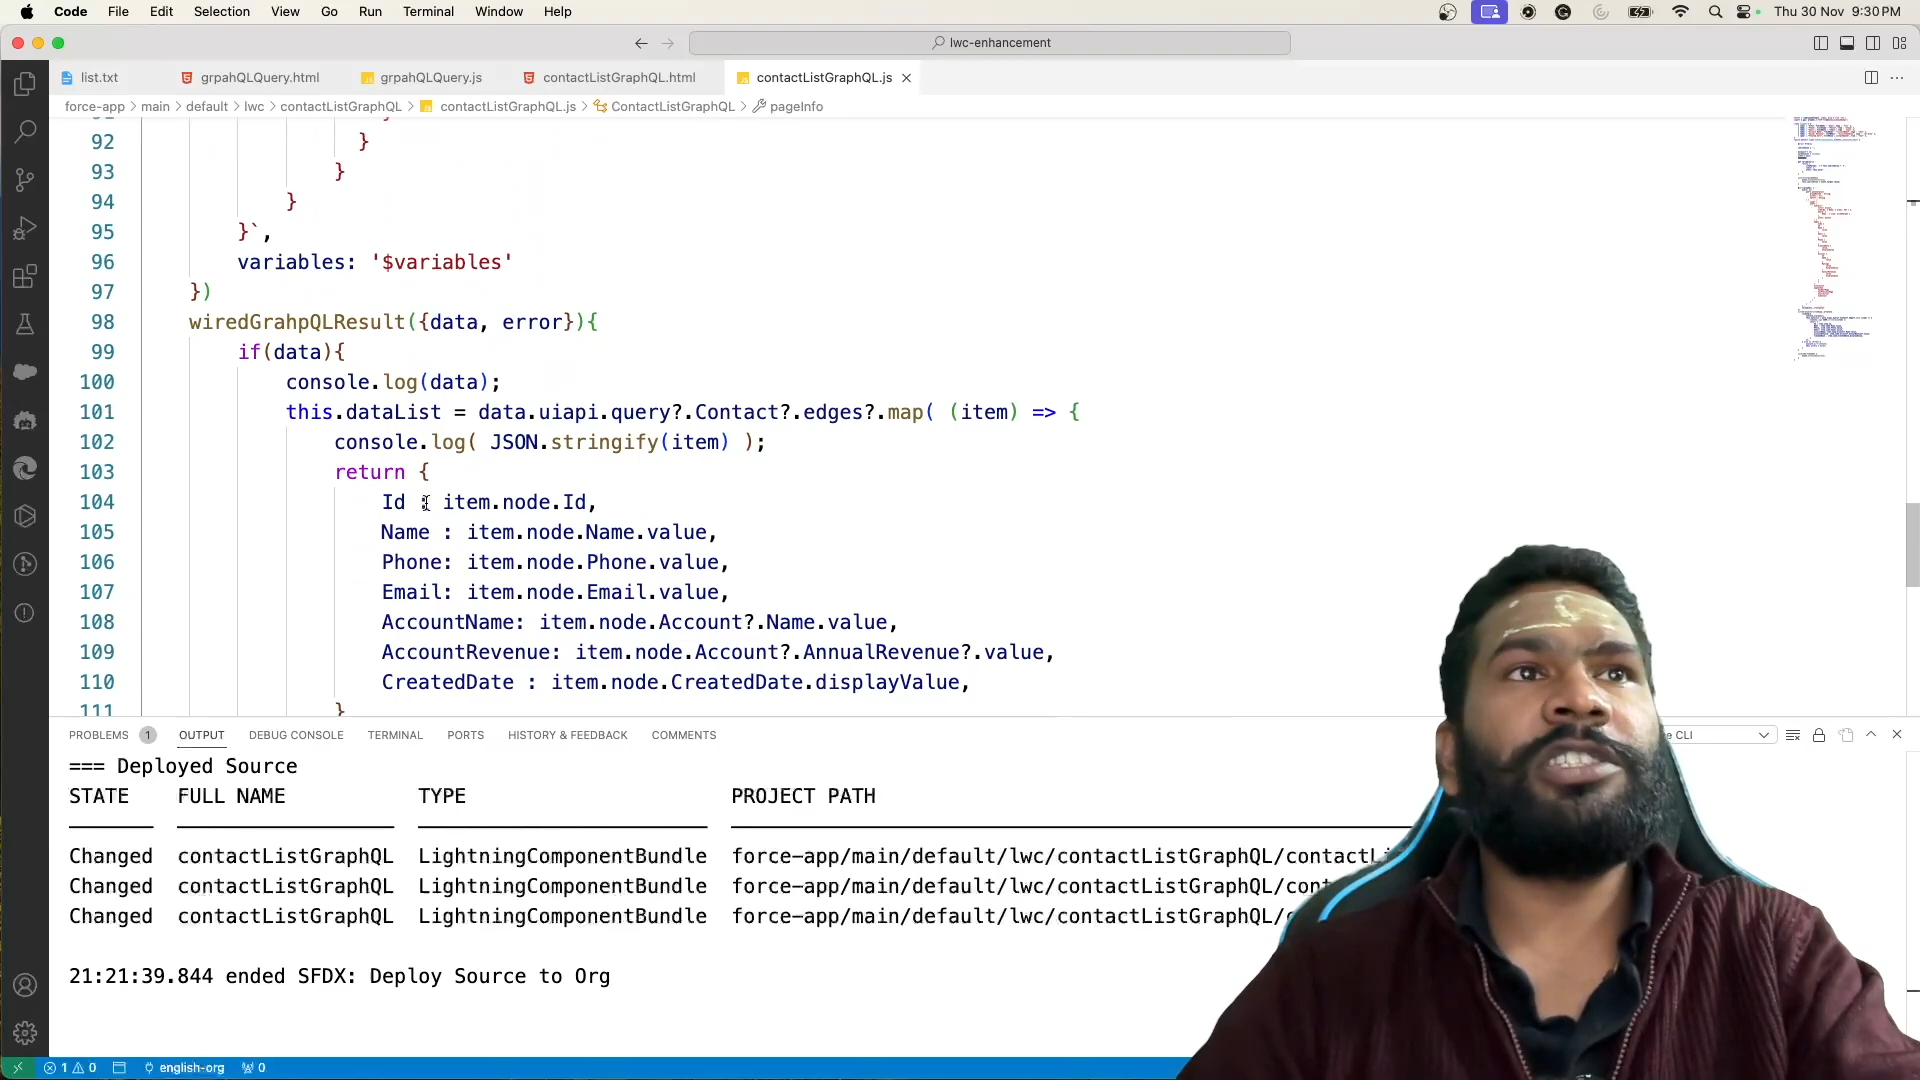 Code File Edit Selection View Go Run Terminal Window Help Thu 30 Nov 9:30 PM
lwc-enhancement
list.txt grpahQLQuery.html grpahQLQuery.js contactListGraphQL.html contactListGraphQL.js
force-app > main > default > lwc > contactListGraphQL > contactListGraphQL.js > ContactListGraphQL > pageInfo
92 }
93 }
94 }
95 }`,
96 variables: '$variables'
97 })
98 wiredGrahpQLResult({data, error}){
99 if(data){
100 console.log(data);
101 this.dataList = data.uiapi.query?.Contact?.edges?.map( (item) => {
102 console.log( JSON.stringify(item) );
103 return {
104 Id : item.node.Id,
105 Name : item.node.Name.value,
106 Phone: item.node.Phone.value,
107 Email: item.node.Email.value,
108 AccountName: item.node.Account?.Name.value,
109 AccountRevenue: item.node.Account?.AnnualRevenue?.value,
110 CreatedDate : item.node.CreatedDate.displayValue,
111 }
PROBLEMS 1 OUTPUT DEBUG CONSOLE TERMINAL PORTS HISTORY & FEEDBACK COMMENTS CLI
=== Deployed Source
STATE FULL NAME TYPE PROJECT PATH
Changed contactListGraphQL LightningComponentBundle force-app/main/default/lwc/contactListGraphQL/contactL
Changed contactListGraphQL LightningComponentBundle force-app/main/default/lwc/contactListGraphQL/cont
Changed contactListGraphQL LightningComponentBundle force-app/main/default/lwc/contactListGraphQL/
21:21:39.844 ended SFDX: Deploy Source to Org
1 0 english-org 0